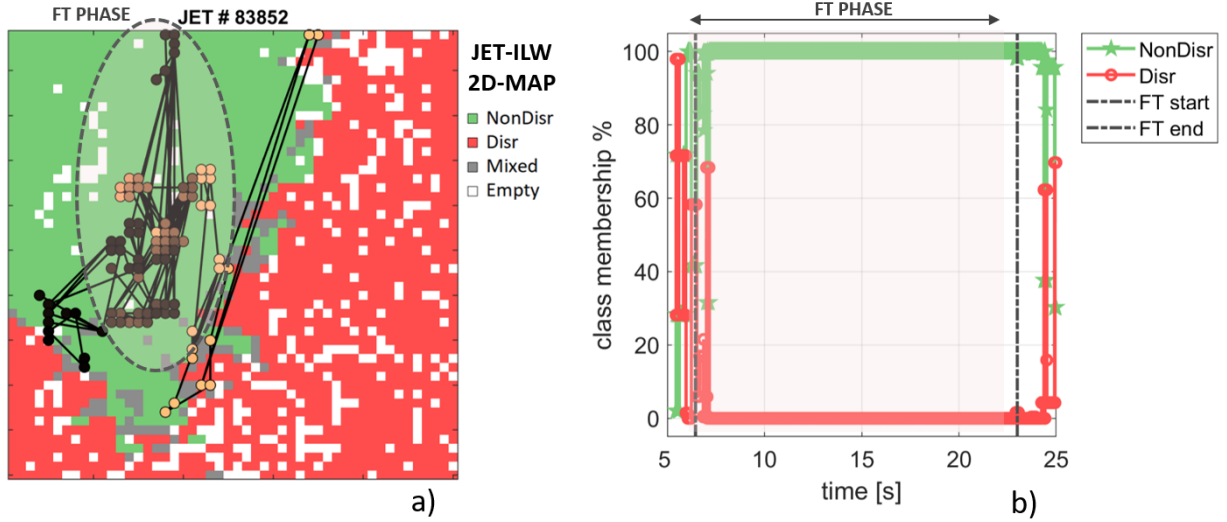 FT PHASE
JET # 83852
JET-ILW
2D-MAP
NonDisr
Disr
Mixed
Empty
a)
FT PHASE
100
80
60
40
20
0
class membership %
5
10
15
20
25
time [s]
NonDisr
Disr
FT start
FT end
b)